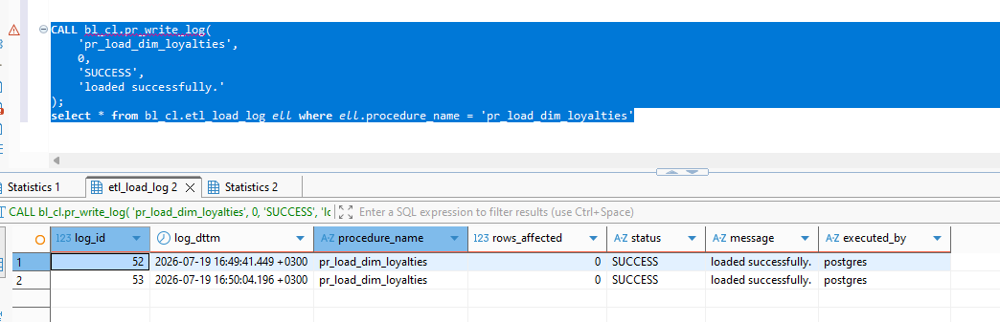 CALL bl_cl.pr_write_log(
'pr_load_dim_loyalties',
0,
'SUCCESS',
'loaded successfully.'
);
select * from bl_cl.etl_load_log ell where ell.procedure_name = 'pr_load_dim_loyalties'
Statistics 1 etl_load_log 2 Statistics 2
CALL bl_cl.pr_write_log( 'pr_load_dim_loyalties', 0, 'SUCCESS', 'lo Enter a SQL expression to filter results (use Ctrl+Space)
123 log_id log_dttm A-Z procedure_name 123 rows_affected A-Z status A-Z message A-Z executed_by
1 52 2026-07-19 16:49:41.449 +0300 pr_load_dim_loyalties 0 SUCCESS loaded successfully. postgres
2 53 2026-07-19 16:50:04.196 +0300 pr_load_dim_loyalties 0 SUCCESS loaded successfully. postgres